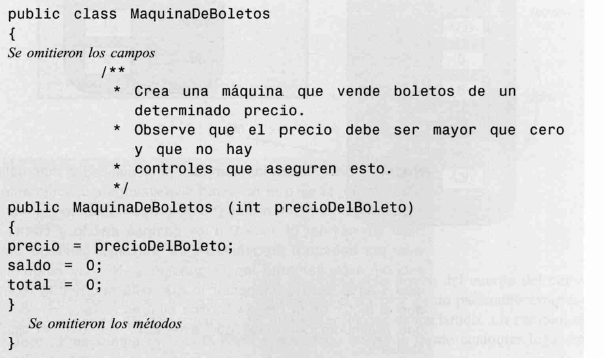 public class MaquinaDeBoletos
{
Se omitieron los campos
/**
* Crea una máquina que vende boletos de un
determinado precio.
* Observe que el precio debe ser mayor que cero
y que no hay
* controles que aseguren esto.
*/
public MaquinaDeBoletos (int precioDelBoleto)
{
precio = precioDelBoleto;
saldo = 0;
total = 0;
}
Se omitieron los métodos
}